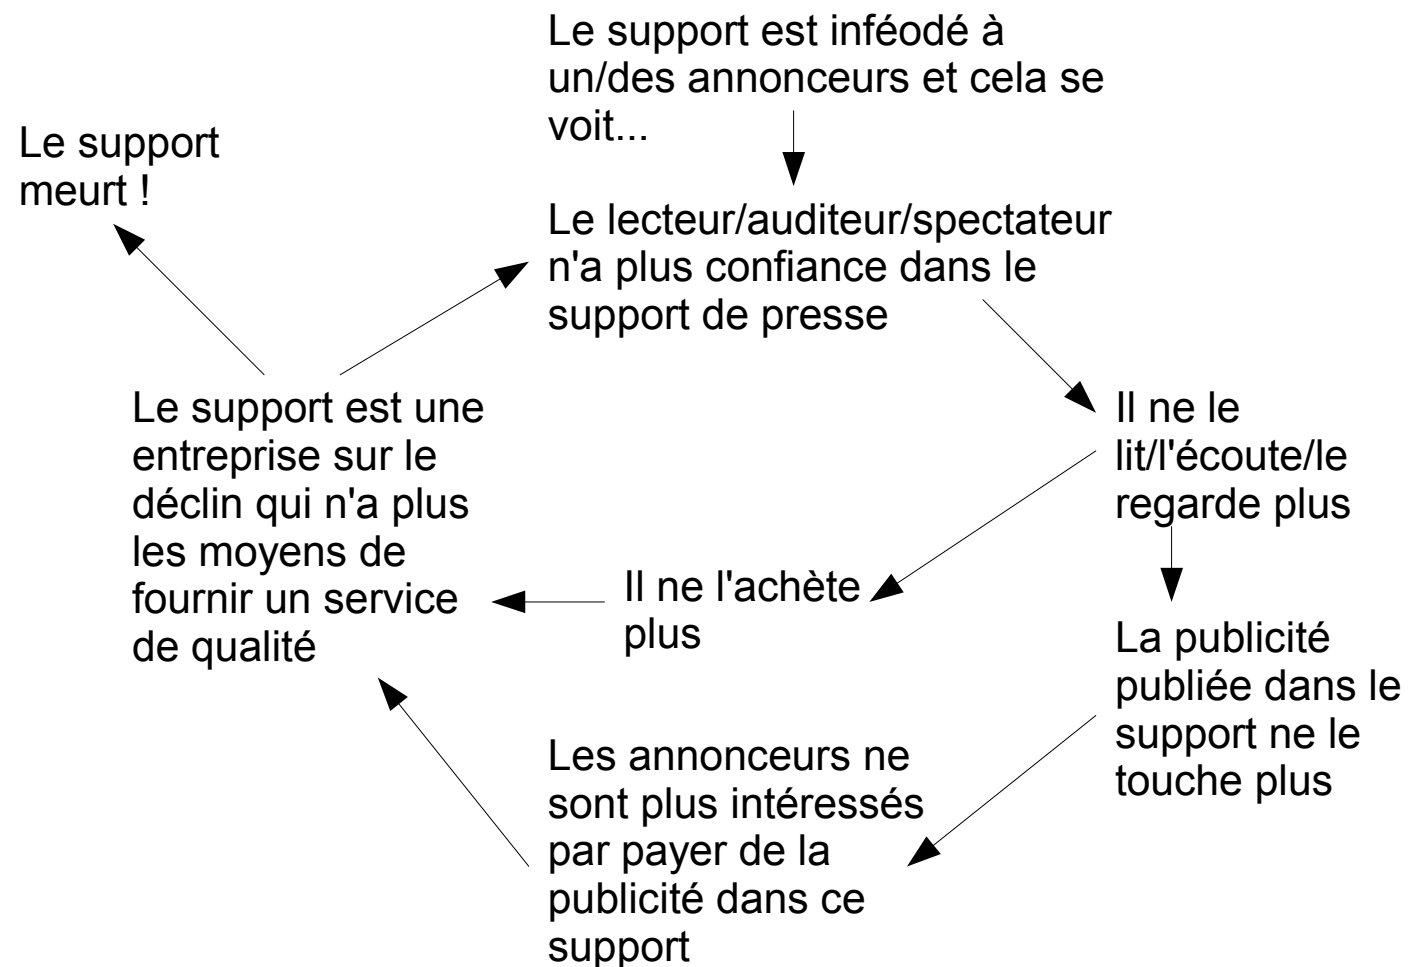 Le support est inféodé à
un/des annonceurs et cela se
voit...
Le support
meurt !
Le lecteur/auditeur/spectateur
n'a plus confiance dans le
support de presse
Il ne le
lit/l'écoute/le
regarde plus
Le support est une
entreprise sur le
déclin qui n'a plus
les moyens de
fournir un service
de qualité
Il ne l'achète
plus
La publicité
publiée dans le
support ne le
touche plus
Les annonceurs ne
sont plus intéressés
par payer de la
publicité dans ce
support